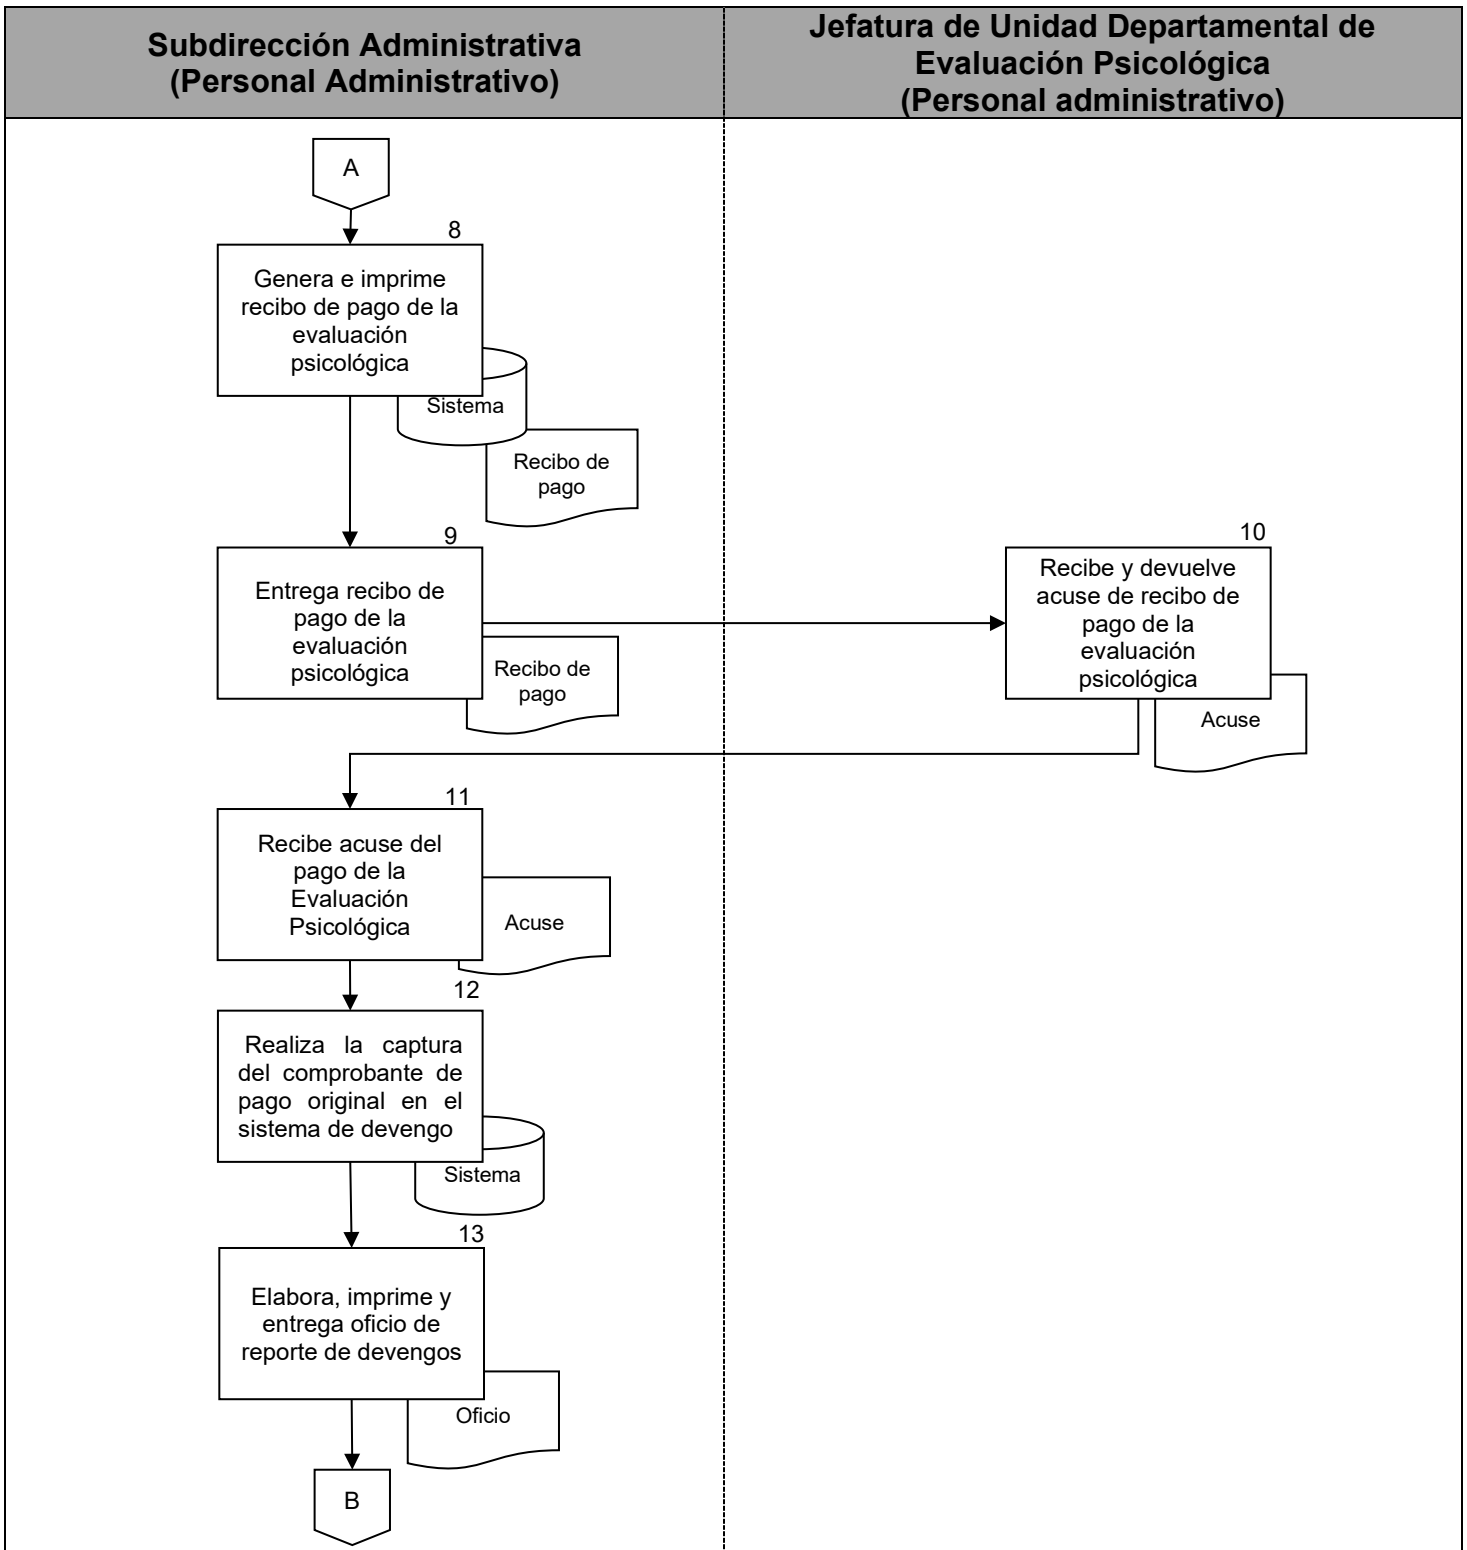 Subdirección Administrativa
(Personal Administrativo)
Jefatura de Unidad Departamental de
Evaluación Psicológica
(Personal administrativo)
A
8
Genera e imprime
recibo de pago de la
evaluación
psicológica
Sistema
Recibo de
pago
9
Entrega recibo de
pago de la
evaluación
psicológica
Recibo de
pago
10
Recibe y devuelve
acuse de recibo de
pago de la
evaluación
psicológica
Acuse
11
Recibe acuse del
pago de la
Evaluación
Psicológica
Acuse
12
Realiza la captura
del comprobante de
pago original en el
sistema de devengo
Sistema
13
Elabora, imprime y
entrega oficio de
reporte de devengos
Oficio
B